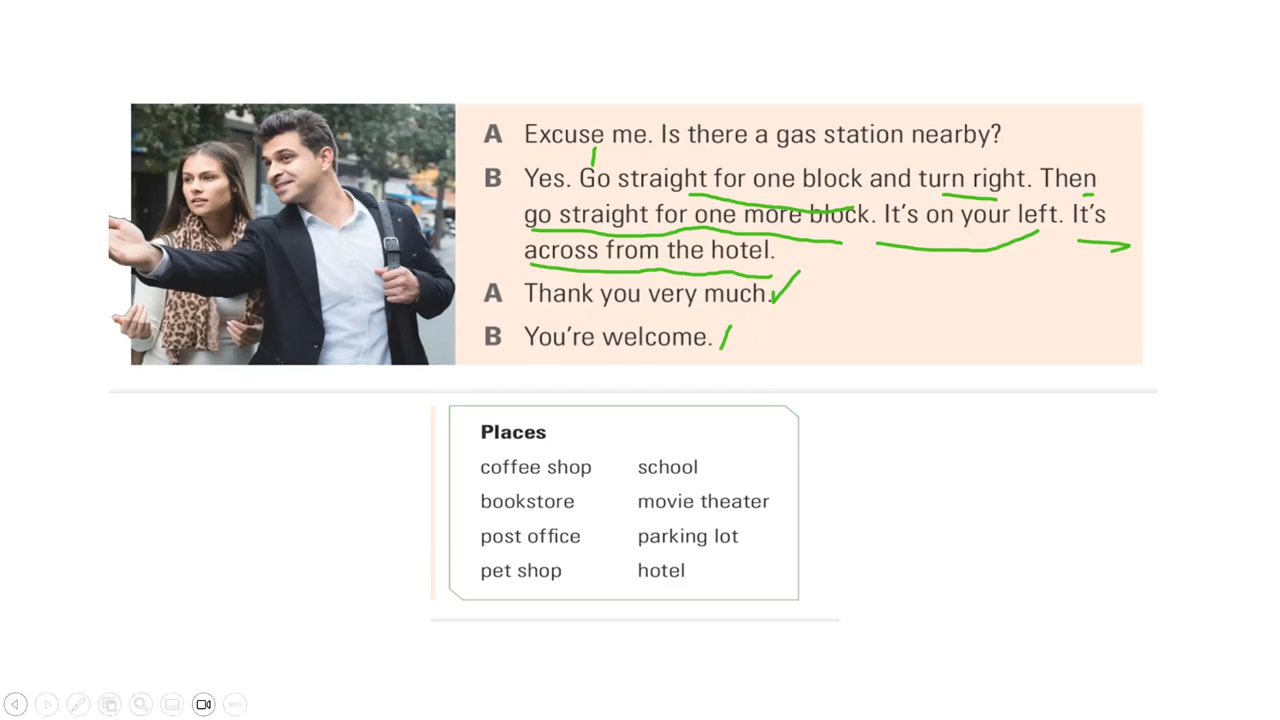 A Excuse me. Is there a gas station nearby?
B Yes. Go straight for one block and turn right. Then
go straight for one more block. It's on your left. It's
across from the hotel.
A Thank you very much.
B You're welcome.
Places
coffee shop school
bookstore movie theater
post office parking lot
pet shop hotel